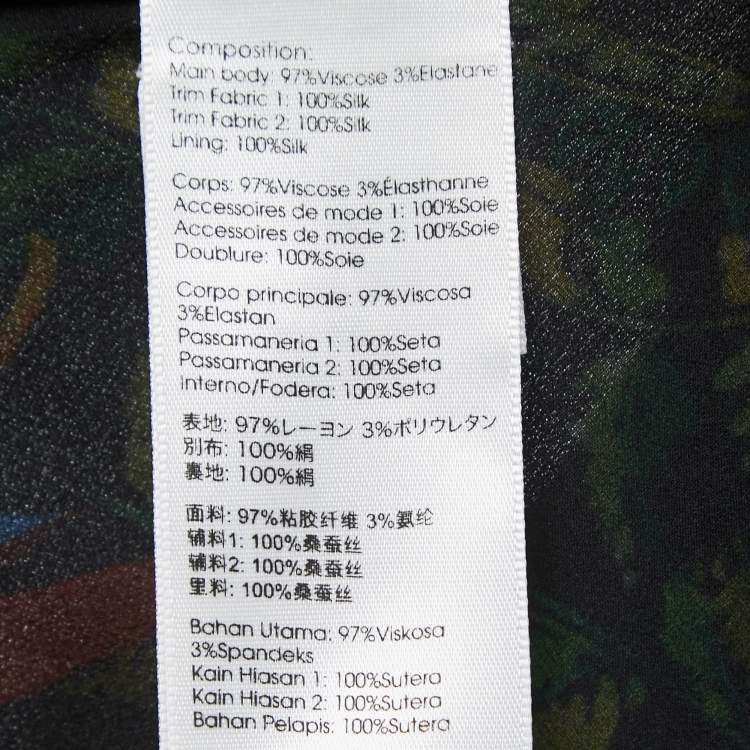 Composition:
Main body: 97%Viscose 3%Elastane
Trim Fabric 1: 100%Silk
Trim Fabric 2: 100%Silk
Lining: 100%Silk
Corps: 97%Viscose 3%Élasthanne
Accessoires de mode 1: 100%Soie
Accessoires de mode 2: 100%Soie
Doublure: 100%Soie
Corpo principale: 97%Viscosa
3%Elastan
Passamaneria 1: 100%Seta
Passamaneria 2: 100%Seta
Interno/Fodera: 100%Seta
表地: 97%レーヨン 3%ポリウレタン
別布: 100%絹
裏地: 100%絹
面料: 97%粘胶纤维 3%氨纶
辅料1: 100%桑蚕丝
辅料2: 100%桑蚕丝
里料: 100%桑蚕丝
Bahan Utama: 97%Viskosa
3%Spandeks
Kain Hiasan 1: 100%Sutera
Kain Hiasan 2: 100%Sutera
Bahan Pelapis: 100%Sutera